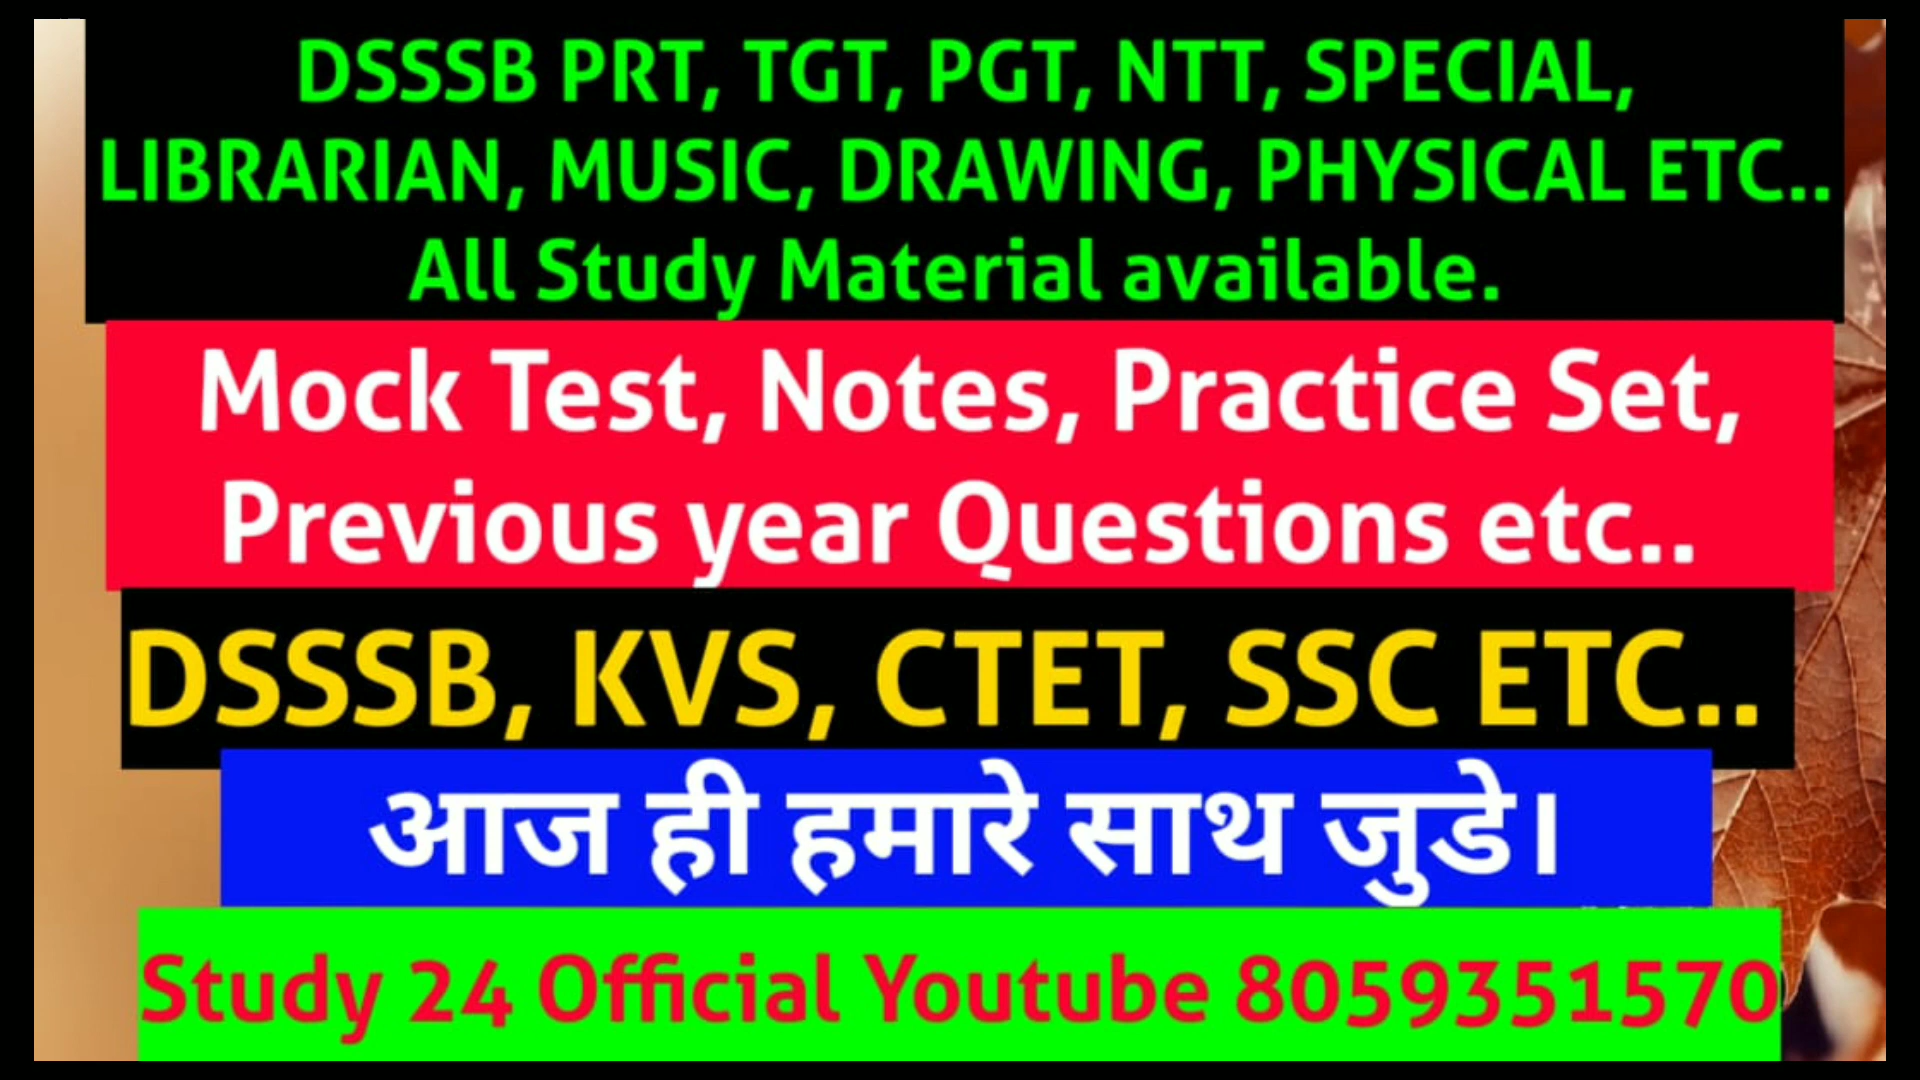 DSSSB PRT, TGT, PGT, NTT, SPECIAL,
LIBRARIAN, MUSIC, DRAWING, PHYSICAL ETC..
All Study Material available.
Mock Test, Notes, Practice Set,
Previous year Questions etc..
DSSSB, KVS, CTET, SSC ETC..
आज ही हमारे साथ जुडे।
Study 24 Official Youtube 8059351570